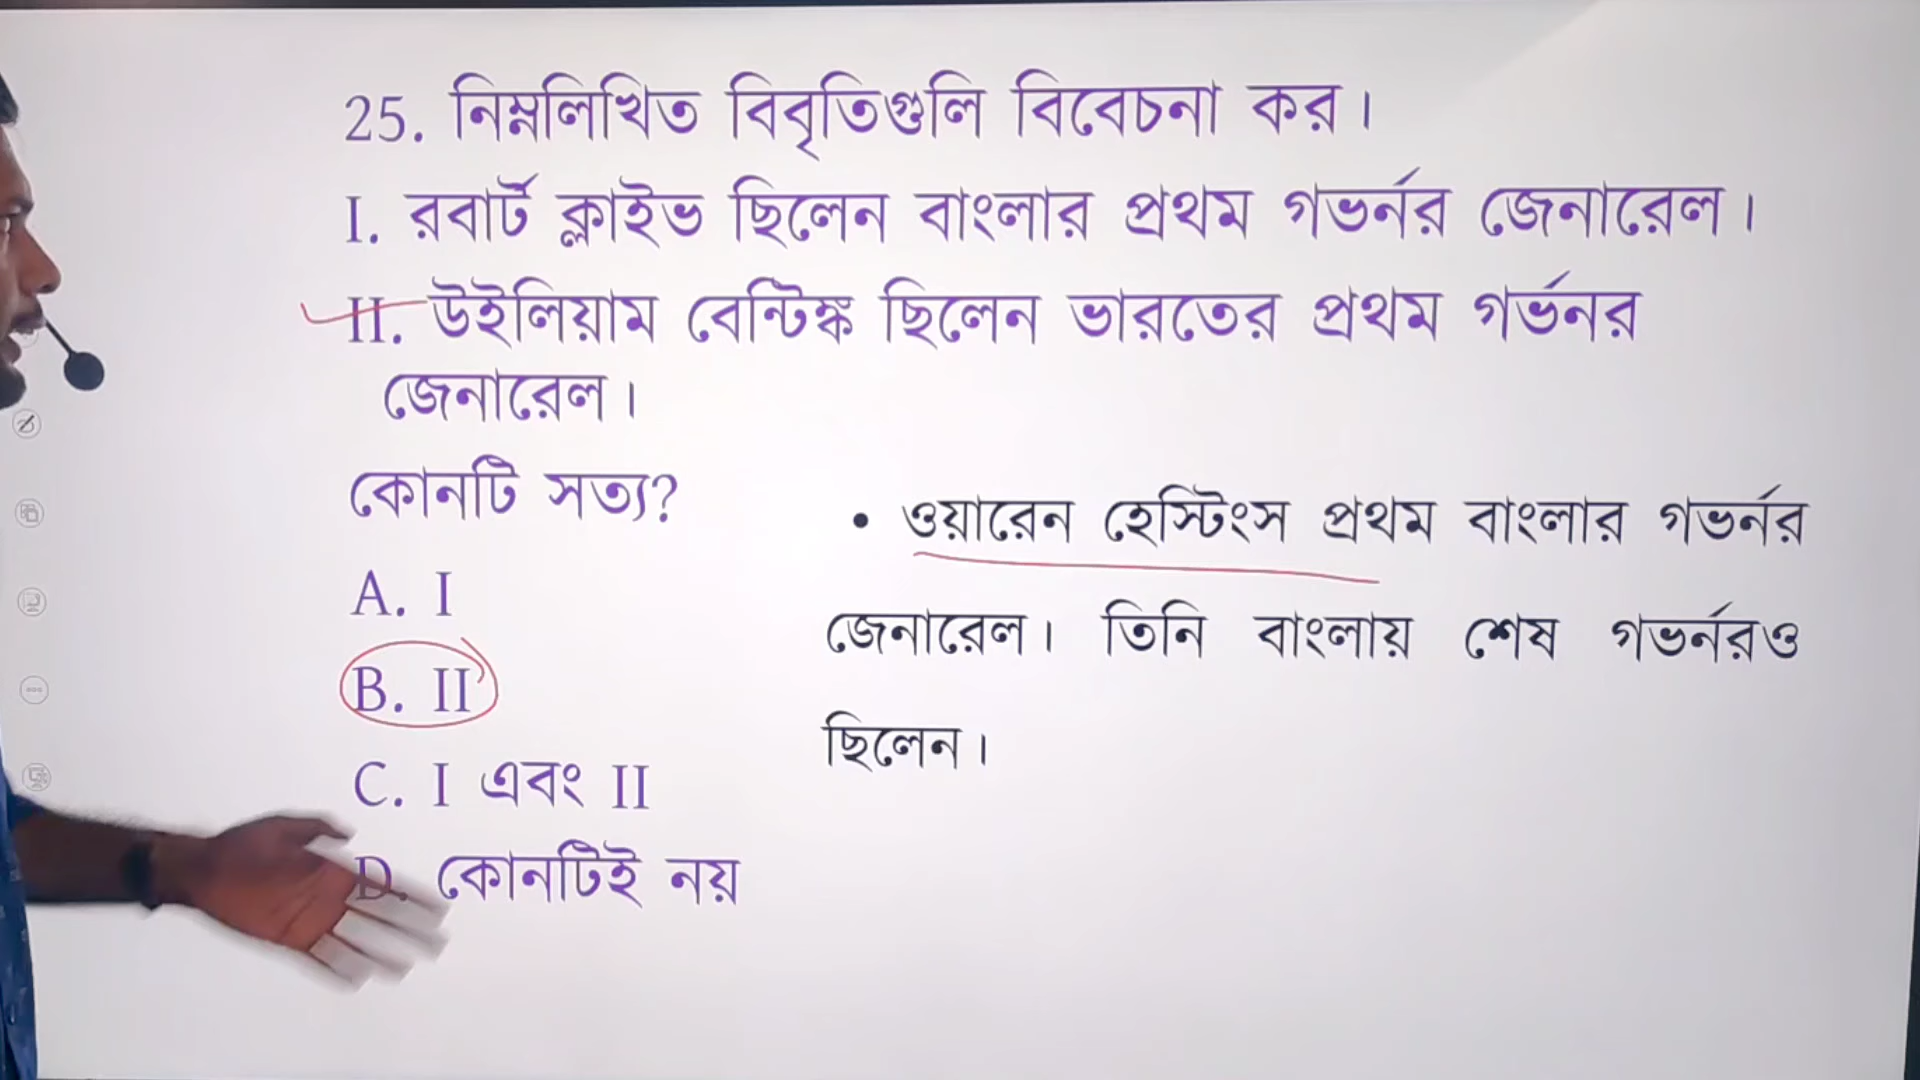 25. নিম্নলিখিত বিবৃতিগুলি বিবেচনা কর।
I. রবার্ট ক্লাইভ ছিলেন বাংলার প্রথম গভর্নর জেনারেল।
II. উইলিয়াম বেন্টিঙ্ক ছিলেন ভারতের প্রথম গর্ভনর
জেনারেল।
কোনটি সত্য?
A. I
B. II
C. I এবং II
D. কোনটিই নয়
• ওয়ারেন হেস্টিংস প্রথম বাংলার গভর্নর
জেনারেল। তিনি বাংলায় শেষ গভর্নরও
ছিলেন।